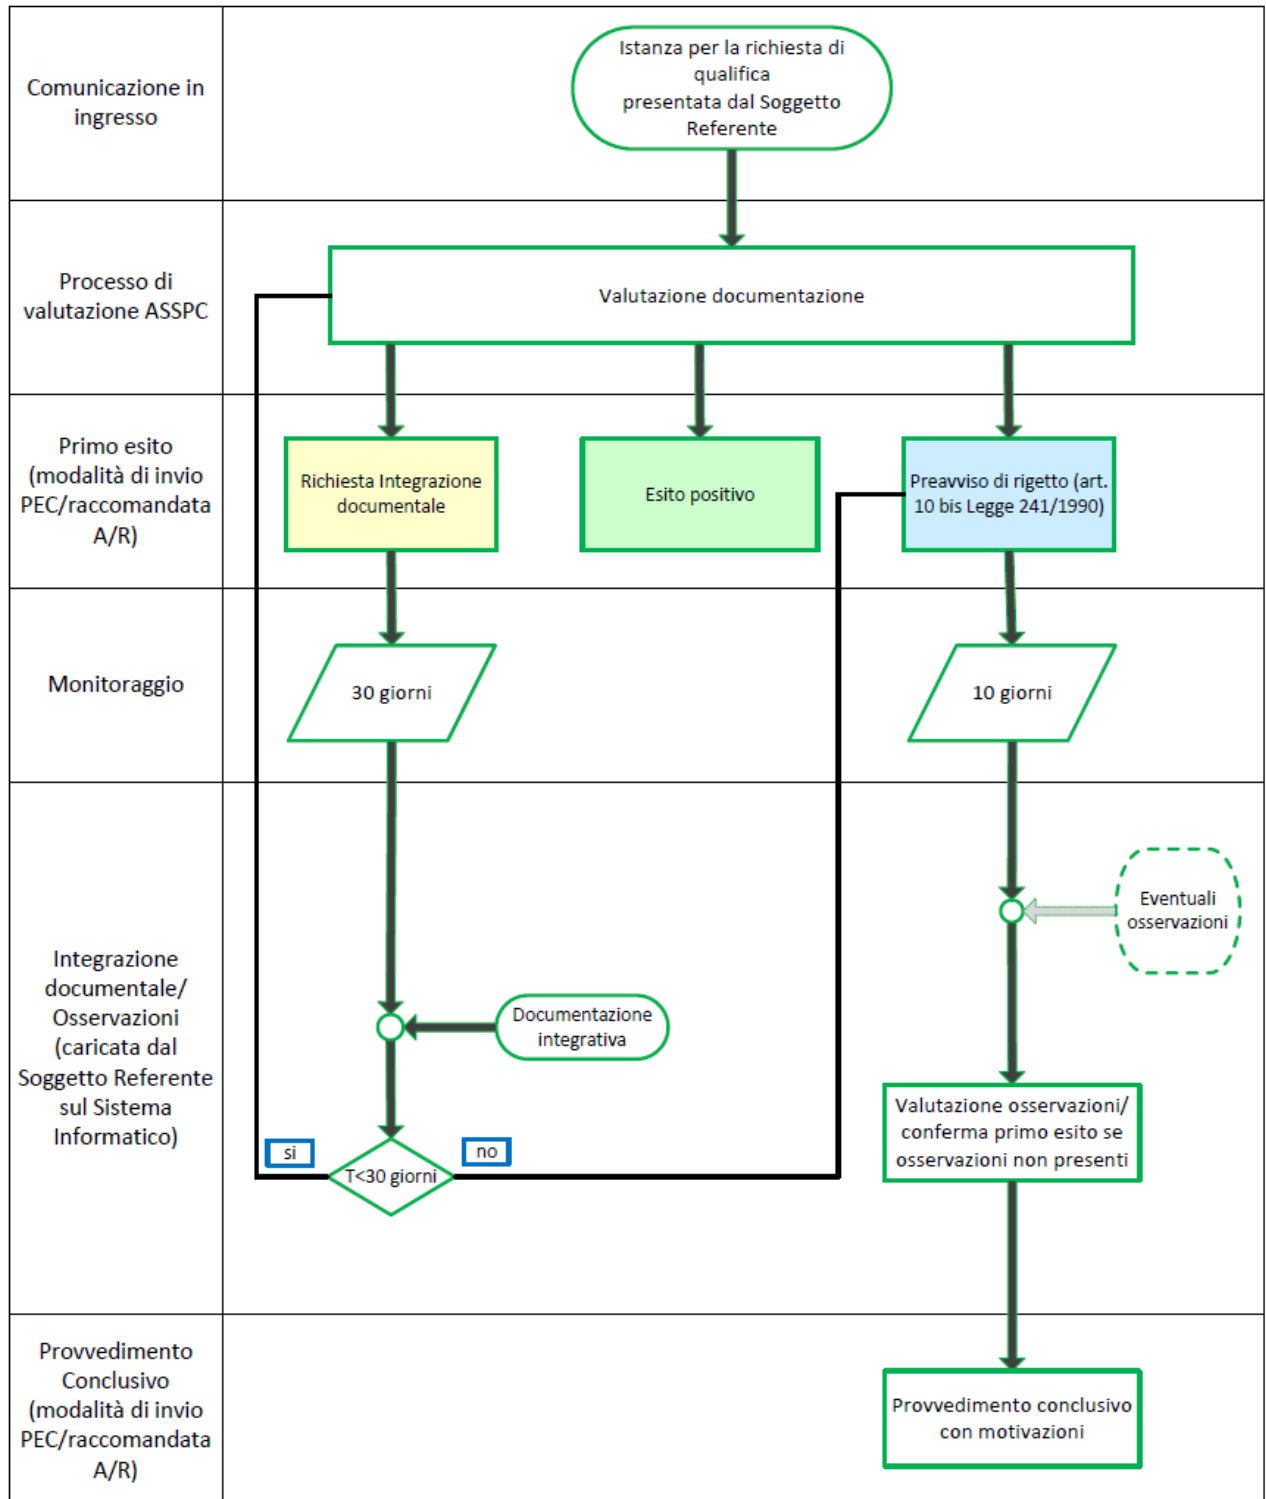 Comunicazione in
ingresso
Istanza per la richiesta di
qualifica
presentata dal Soggetto
Referente
Processo di
valutazione ASSPC
Valutazione documentazione
Primo esito
(modalità di invio
PEC/raccomandata
A/R)
Richiesta Integrazione
documentale
Esito positivo
Preavviso di rigetto (art.
10 bis Legge 241/1990)
Monitoraggio
30 giorni
10 giorni
Integrazione
documentale/
Osservazioni
(caricata dal
Soggetto Referente
sul Sistema
Informatico)
Eventuali
osservazioni
Documentazione
integrativa
si
T<30 giorni
no
Valutazione osservazioni/
conferma primo esito se
osservazioni non presenti
Provvedimento
Conclusivo
(modalità di invio
PEC/raccomandata
A/R)
Provvedimento conclusivo
con motivazioni